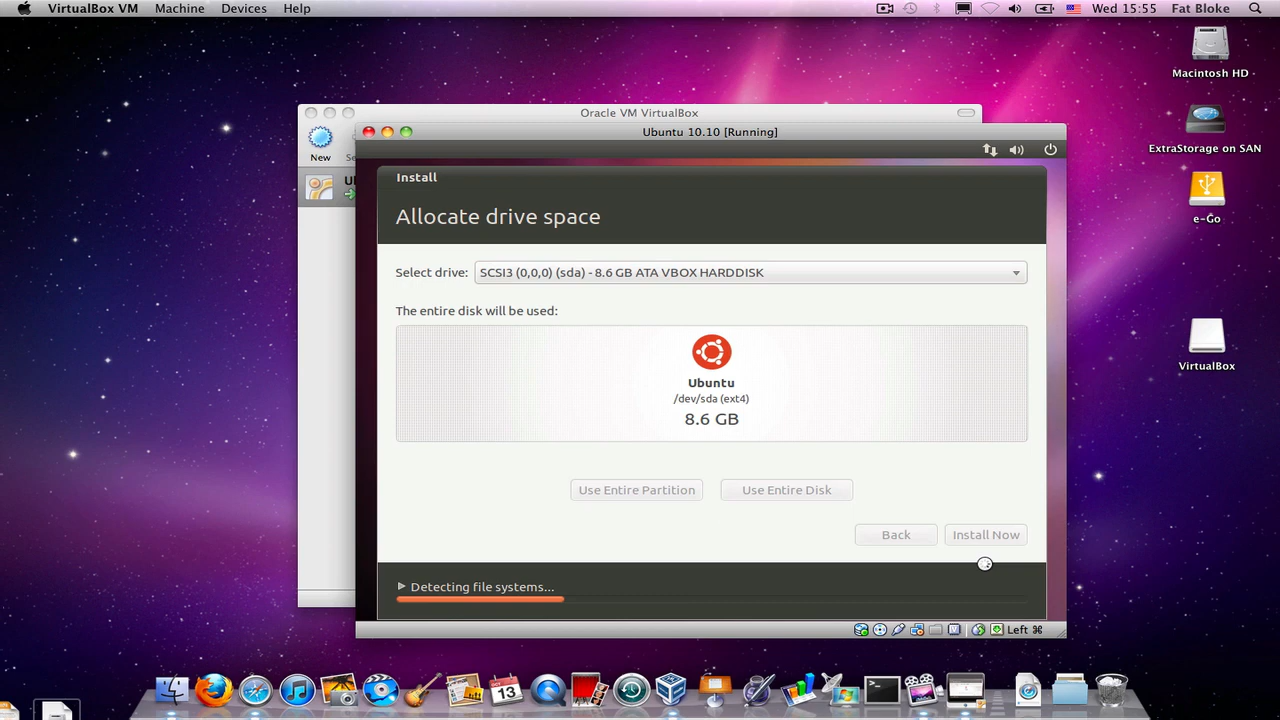 VirtualBox VM Machine Devices Help Wed 15:55 Fat Bloke
Macintosh HD
ExtraStorage on SAN
e-Go
VirtualBox
Oracle VM VirtualBox
New
Ubuntu 10.10 [Running]
Install
Allocate drive space
Select drive: SCSI3 (0,0,0) (sda) - 8.6 GB ATA VBOX HARDDISK
The entire disk will be used:
Ubuntu
/dev/sda (ext4)
8.6 GB
Use Entire Partition Use Entire Disk
Back Install Now
Detecting file systems...
Left ⌘
OCT
13